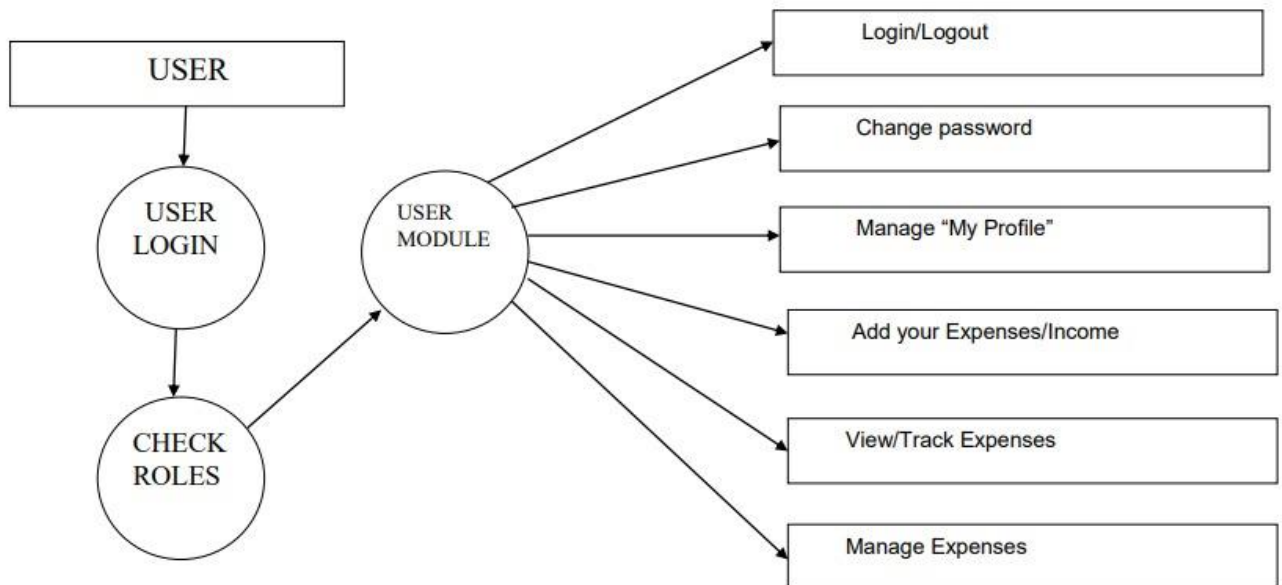 USER
USER
LOGIN
CHECK
ROLES
USER
MODULE
Login/Logout
Change password
Manage “My Profile”
Add your Expenses/Income
View/Track Expenses
Manage Expenses